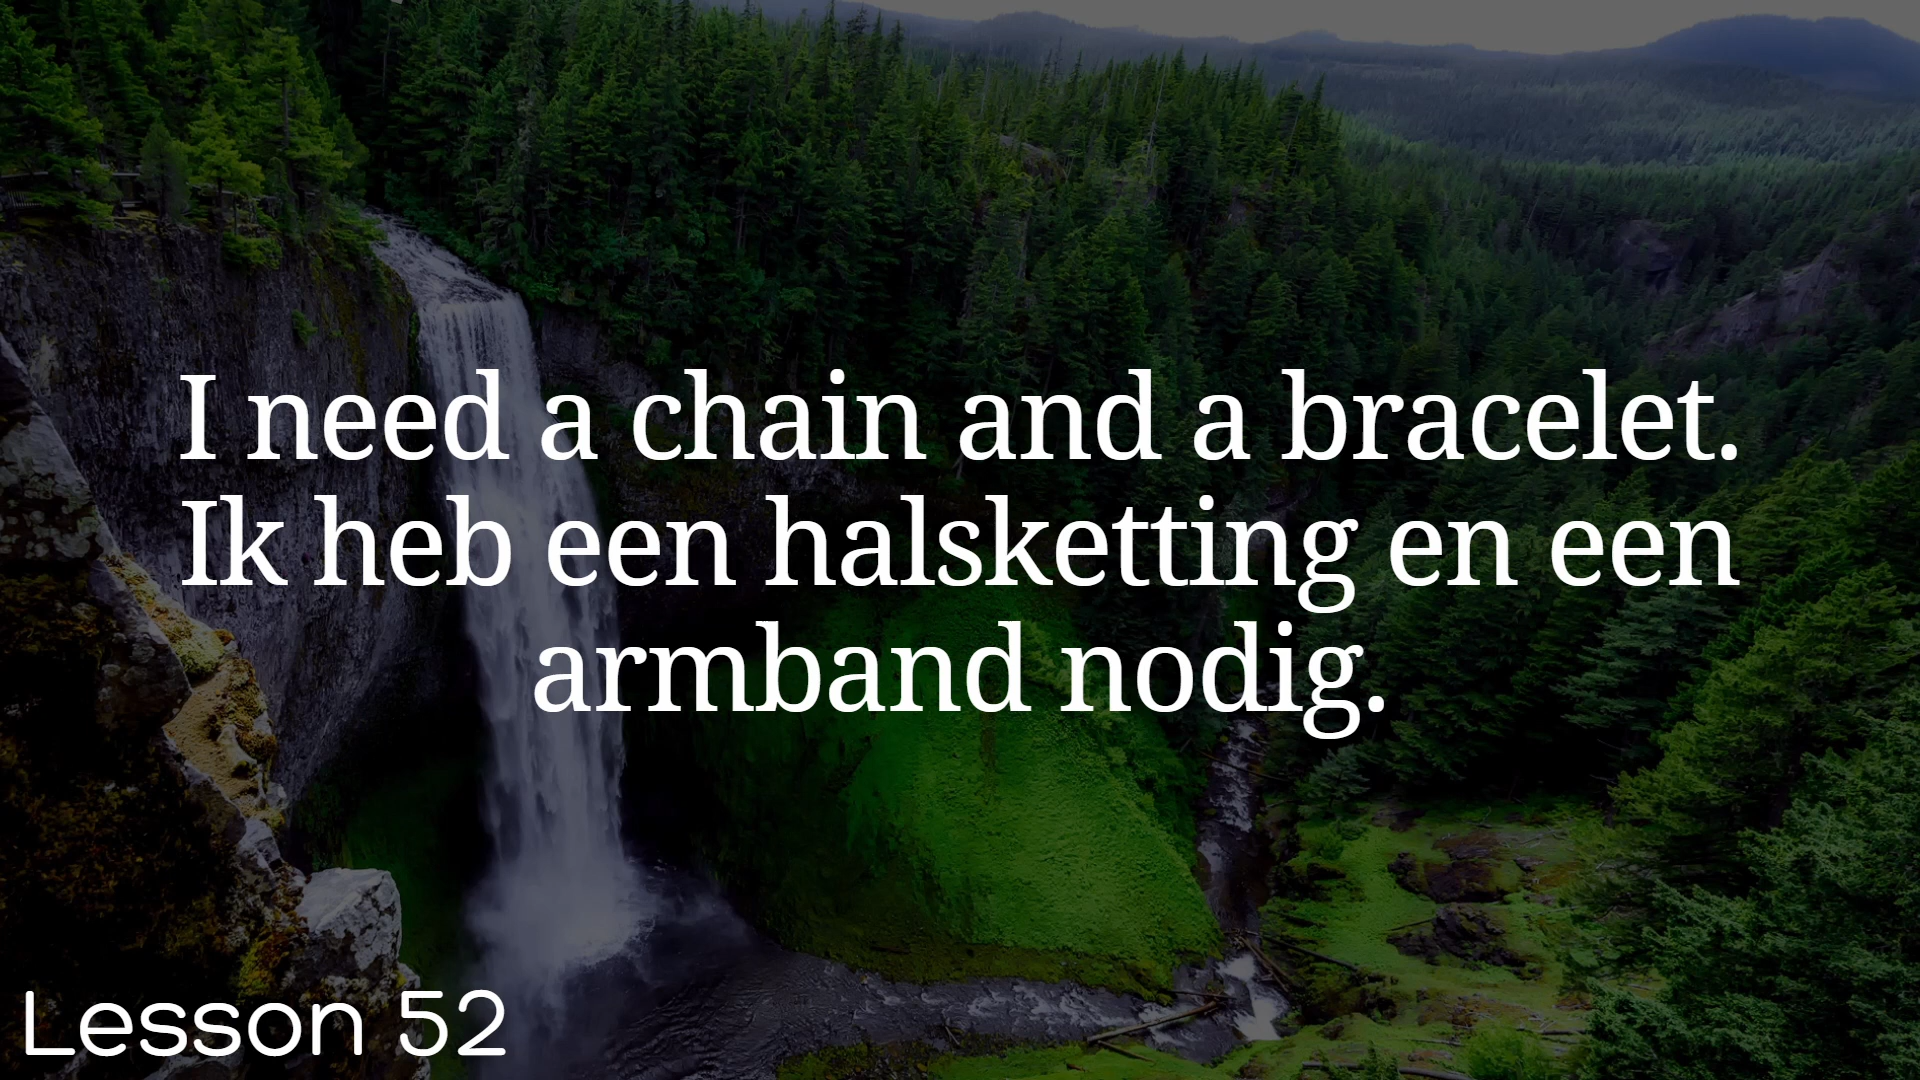 I need a chain and a bracelet.
Ik heb een halsketting en een
armband nodig.
Lesson 52